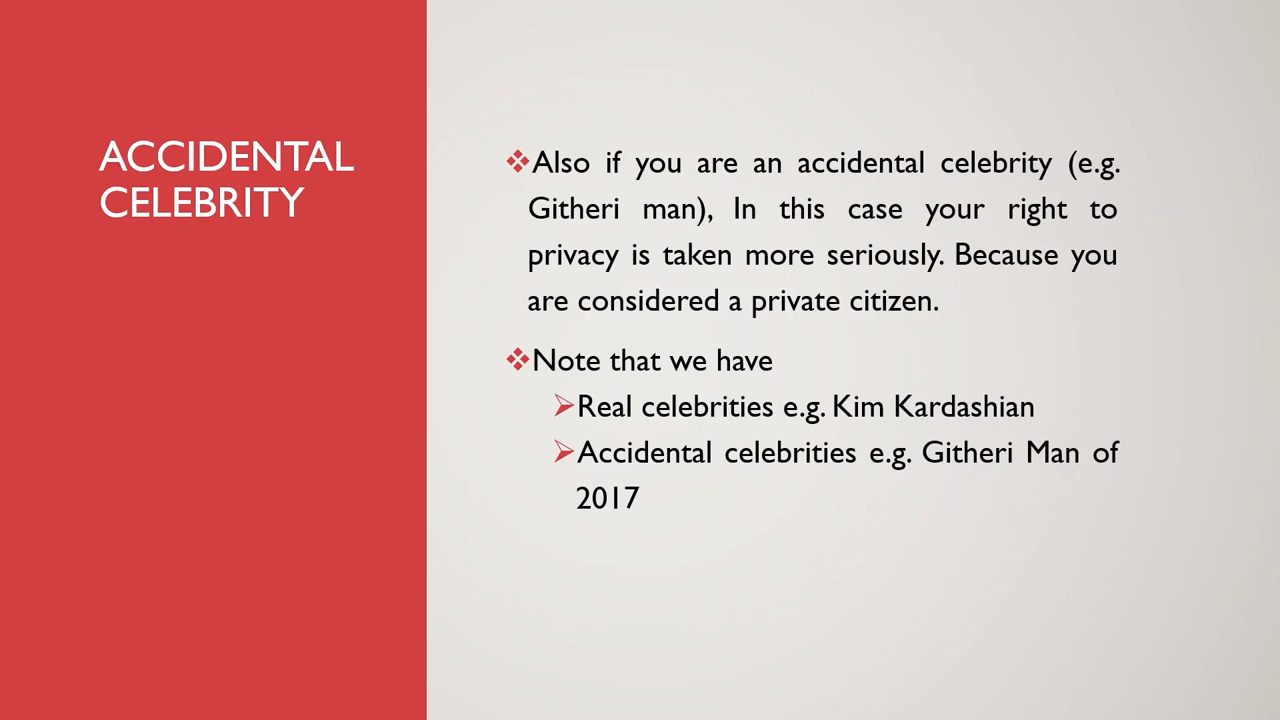 ACCIDENTAL
CELEBRITY
❖Also if you are an accidental celebrity (e.g.
Githeri man), In this case your right to
privacy is taken more seriously. Because you
are considered a private citizen.
❖Note that we have
➢Real celebrities e.g. Kim Kardashian
➢Accidental celebrities e.g. Githeri Man of
2017